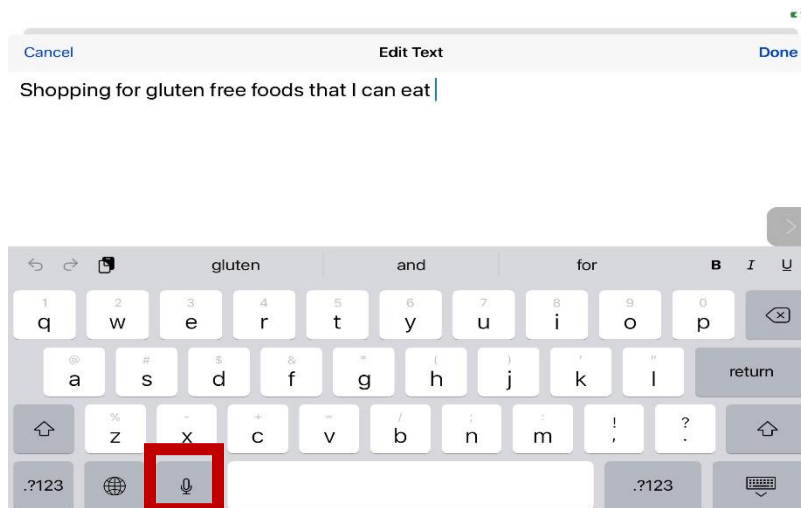 Cancel Edit Text Done
Shopping for gluten free foods that I can eat
gluten and for B I U
1 2 3 4 5 6 7 8 9 0
q w e r t y u i o p
@ # $ & * ( ) ' "
a s d f g h j k l return
% - + = / ; : ! ?
z x c v b n m , .
.?123 .?123